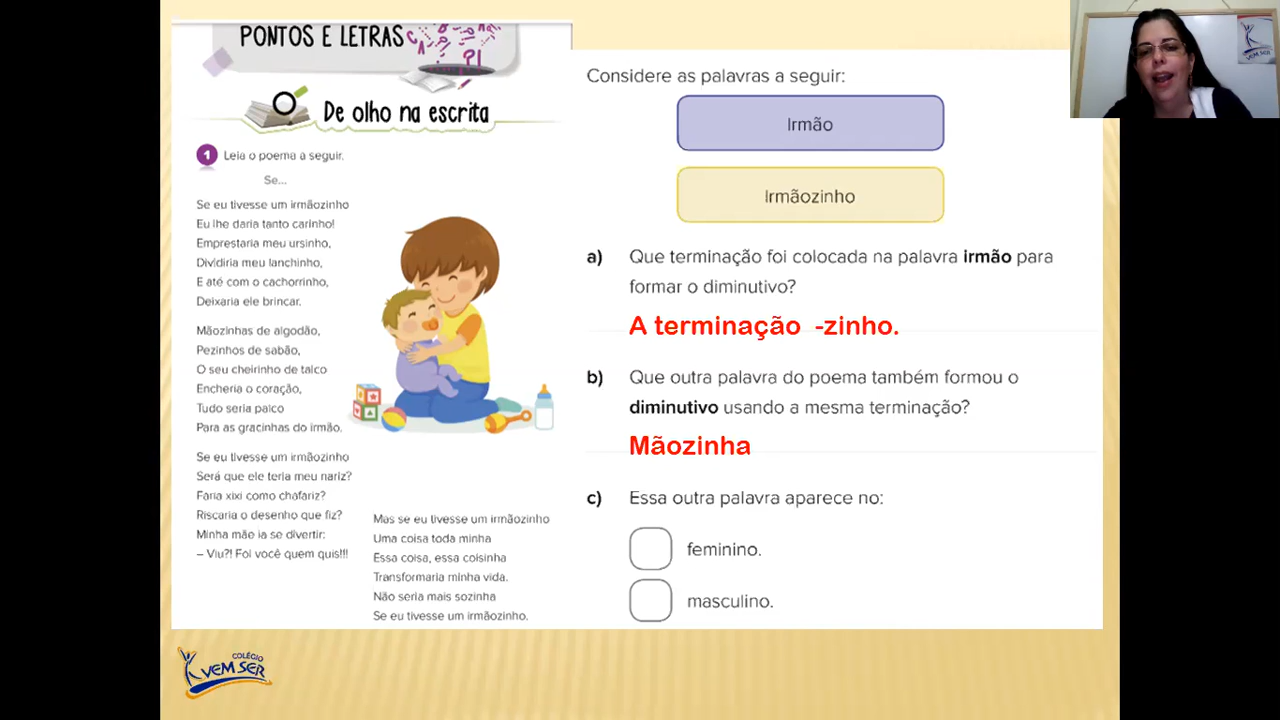 PONTOS E LETRAS
De olho na escrita
1 Leia o poema a seguir.
Se...
Se eu tivesse um irmãozinho
Eu lhe daria tanto carinho!
Emprestaria meu ursinho,
Dividiria meu lanchinho,
E até com o cachorrinho,
Deixaria ele brincar.
Mãozinhas de algodão,
Pezinhos de sabão,
O seu cheirinho de talco
Encheria o coração,
Tudo seria palco
Para as gracinhas do irmão.
Se eu tivesse um irmãozinho
Será que ele teria meu nariz?
Faria xixi como chafariz?
Riscaria o desenho que fiz?
Minha mãe ia se divertir:
– Viu?! Foi você quem quis!!!
Mas se eu tivesse um irmãozinho
Uma coisa toda minha
Essa coisa, essa coisinha
Transformaria minha vida.
Não seria mais sozinha
Se eu tivesse um irmãozinho.
Considere as palavras a seguir:
Irmão
Irmãozinho
a) Que terminação foi colocada na palavra irmão para
formar o diminutivo?
A terminação -zinho.
b) Que outra palavra do poema também formou o
diminutivo usando a mesma terminação?
Mãozinha
c) Essa outra palavra aparece no:
feminino.
masculino.
COLÉGIO
VEM SER
VEM SER